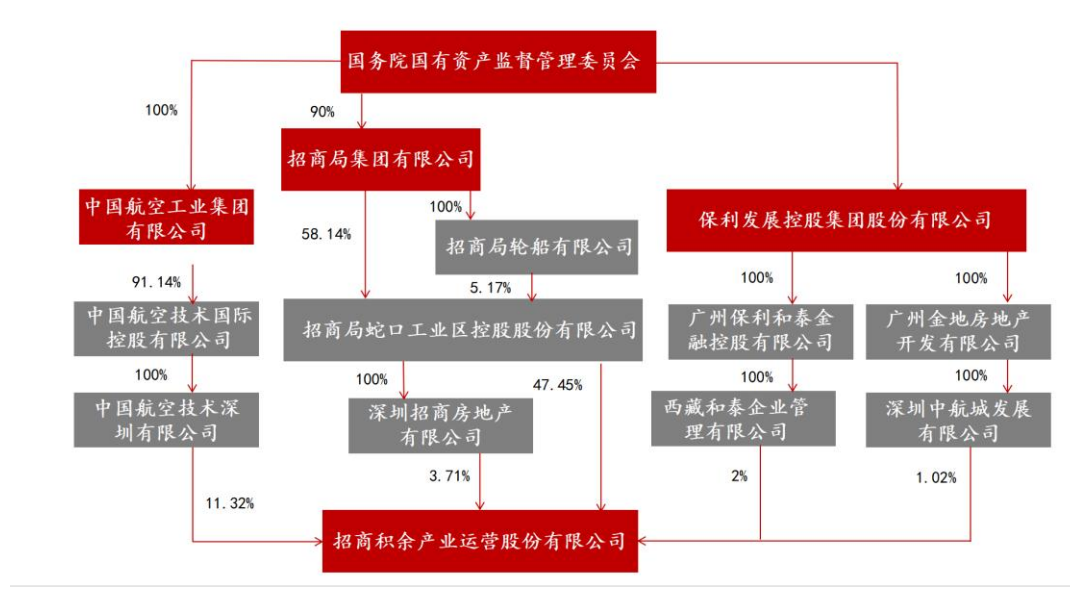 国务院国有资产监督管理委员会
100%
90%
招商局集团有限公司
中国航空工业集团
有限公司
58.14%
100%
招商局轮船有限公司
保利发展控股集团股份有限公司
91.14%
5.17%
100%
100%
中国航空技术国际
控股有限公司
招商局蛇口工业区控股股份有限公司
广州保利和泰金
融控股有限公司
广州金地房地产
开发有限公司
100%
100%
47.45%
100%
100%
中国航空技术深
圳有限公司
深圳招商房地产
有限公司
西藏和泰企业管
理有限公司
深圳中航城发展
有限公司
11.32%
3.71%
2%
1.02%
招商积余产业运营股份有限公司